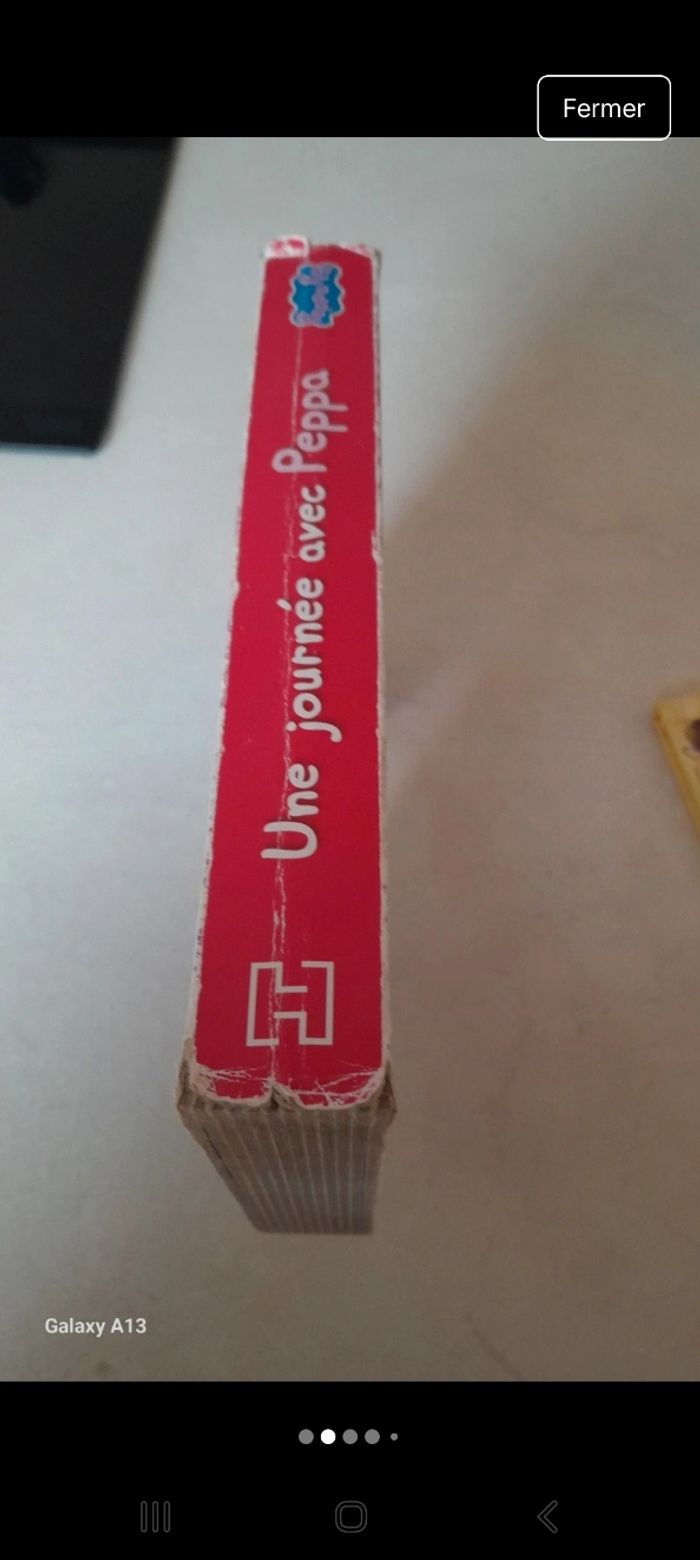 Fermer
Une journée avec Peppa
H
Galaxy A13